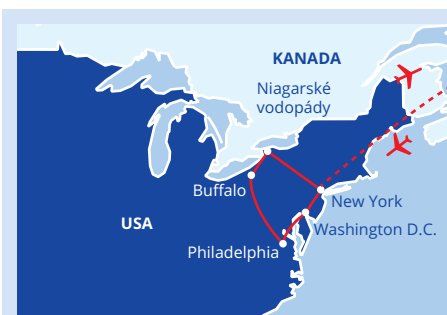 KANADA
Niagarské
vodopády
Buffalo
New York
USA
Washington D.C.
Philadelphia